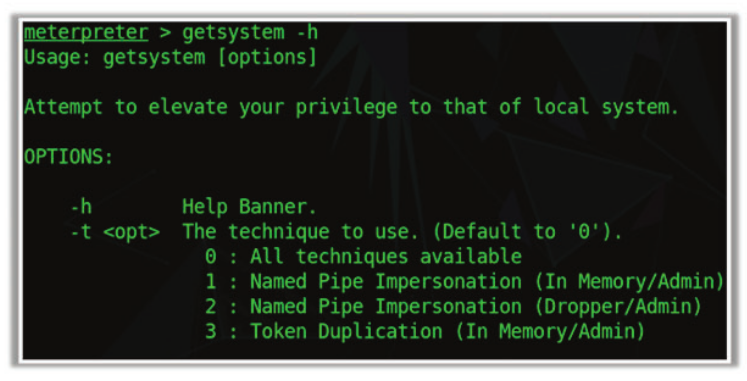 meterpreter > getsystem -h
Usage: getsystem [options]
Attempt to elevate your privilege to that of local system.
OPTIONS:
-h Help Banner.
-t <opt> The technique to use. (Default to '0').
0 : All techniques available
1 : Named Pipe Impersonation (In Memory/Admin)
2 : Named Pipe Impersonation (Dropper/Admin)
3 : Token Duplication (In Memory/Admin)